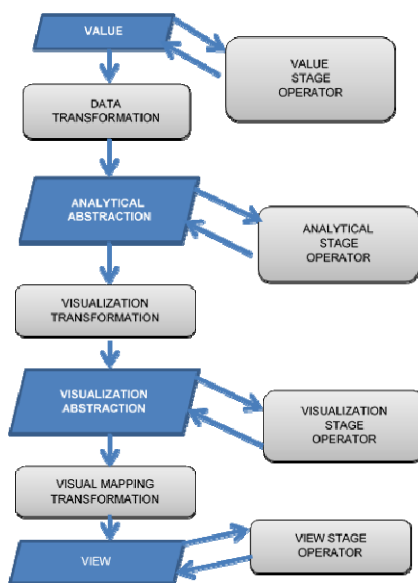 VALUE
VALUE
STAGE
OPERATOR
DATA
TRANSFORMATION
ANALYTICAL
ABSTRACTION
ANALYTICAL
STAGE
OPERATOR
VISUALIZATION
TRANSFORMATION
VISUALIZATION
ABSTRACTION
VISUALIZATION
STAGE
OPERATOR
VISUAL MAPPING
TRANSFORMATION
VIEW STAGE
OPERATOR
VIEW